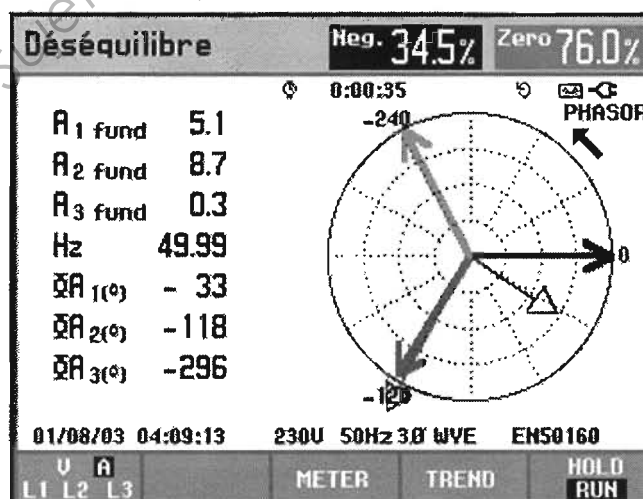 Déséquilibre Neg. 34.5% Zero 76.0%
0:00:35
PHASOR
-240
A1 fund 5.1
A2 fund 8.7
A3 fund 0.3
Hz 49.99
0
ΦA1(°) - 33
ΦA2(°) -118
ΦA3(°) -296
-120
01/08/03 04:09:13 230V 50Hz 3Ø WYE EN50160
V A
L1 L2 L3
METER TREND
HOLD
RUN